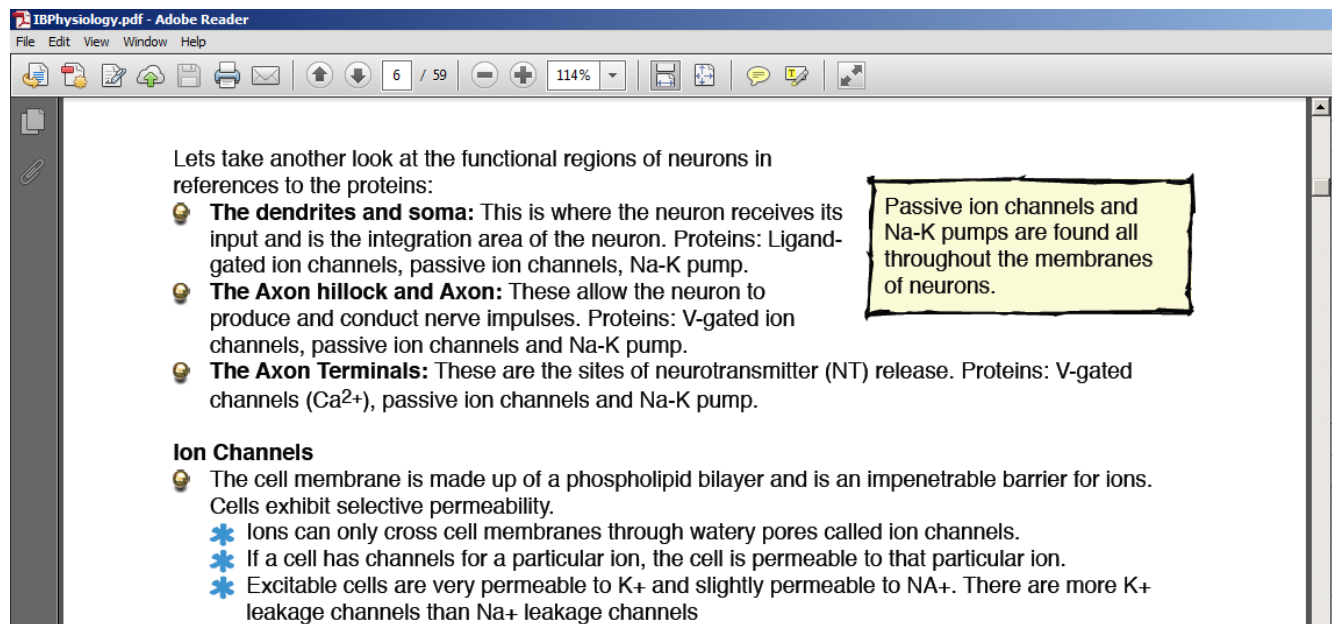 IBPhysiology.pdf - Adobe Reader
File Edit View Window Help
6 / 59 114%
Lets take another look at the functional regions of neurons in
references to the proteins:
The dendrites and soma: This is where the neuron receives its
input and is the integration area of the neuron. Proteins: Ligand-
gated ion channels, passive ion channels, Na-K pump.
The Axon hillock and Axon: These allow the neuron to
produce and conduct nerve impulses. Proteins: V-gated ion
channels, passive ion channels and Na-K pump.
The Axon Terminals: These are the sites of neurotransmitter (NT) release. Proteins: V-gated
channels (Ca2+), passive ion channels and Na-K pump.
Passive ion channels and
Na-K pumps are found all
throughout the membranes
of neurons.
Ion Channels
The cell membrane is made up of a phospholipid bilayer and is an impenetrable barrier for ions.
Cells exhibit selective permeability.
Ions can only cross cell membranes through watery pores called ion channels.
If a cell has channels for a particular ion, the cell is permeable to that particular ion.
Excitable cells are very permeable to K+ and slightly permeable to NA+. There are more K+
leakage channels than Na+ leakage channels